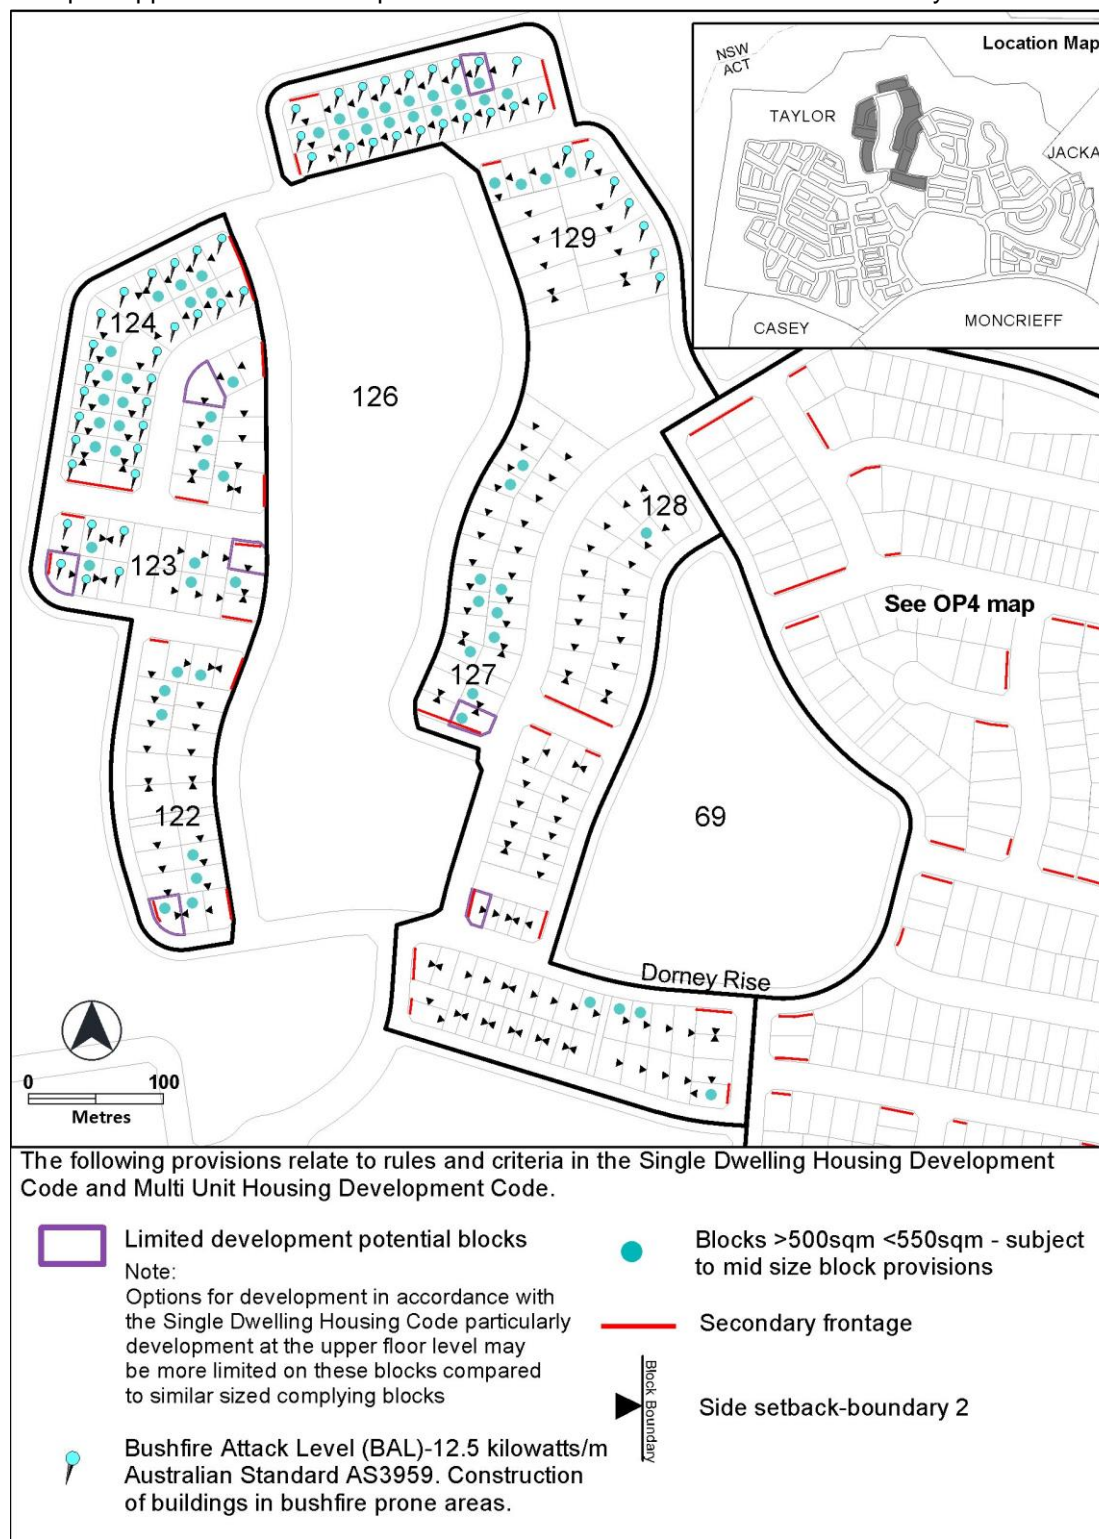 Location Map
NSW
ACT
TAYLOR
JACKA
CASEY
MONCRIEFF
129
124
126
128
123
See OP4 map
127
122
69
Dorney Rise
0 100
Metres
The following provisions relate to rules and criteria in the Single Dwelling Housing Development
Code and Multi Unit Housing Development Code.
Limited development potential blocks
Note:
Options for development in accordance with
the Single Dwelling Housing Code particularly
development at the upper floor level may
be more limited on these blocks compared
to similar sized complying blocks
Bushfire Attack Level (BAL)-12.5 kilowatts/m
Australian Standard AS3959. Construction
of buildings in bushfire prone areas.
Blocks >500sqm <550sqm - subject
to mid size block provisions
Secondary frontage
Block Boundary
Side setback-boundary 2